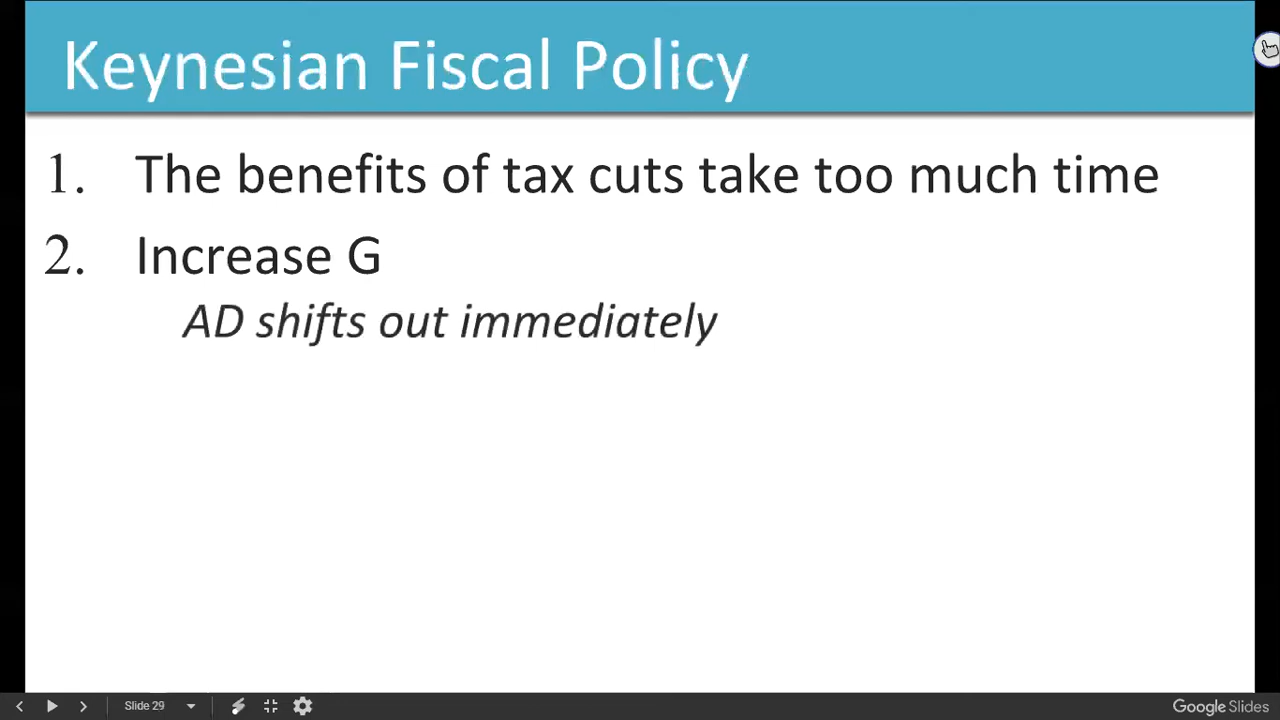 Keynesian Fiscal Policy
1. The benefits of tax cuts take too much time
2. Increase G
AD shifts out immediately
Slide 29
Google Slides